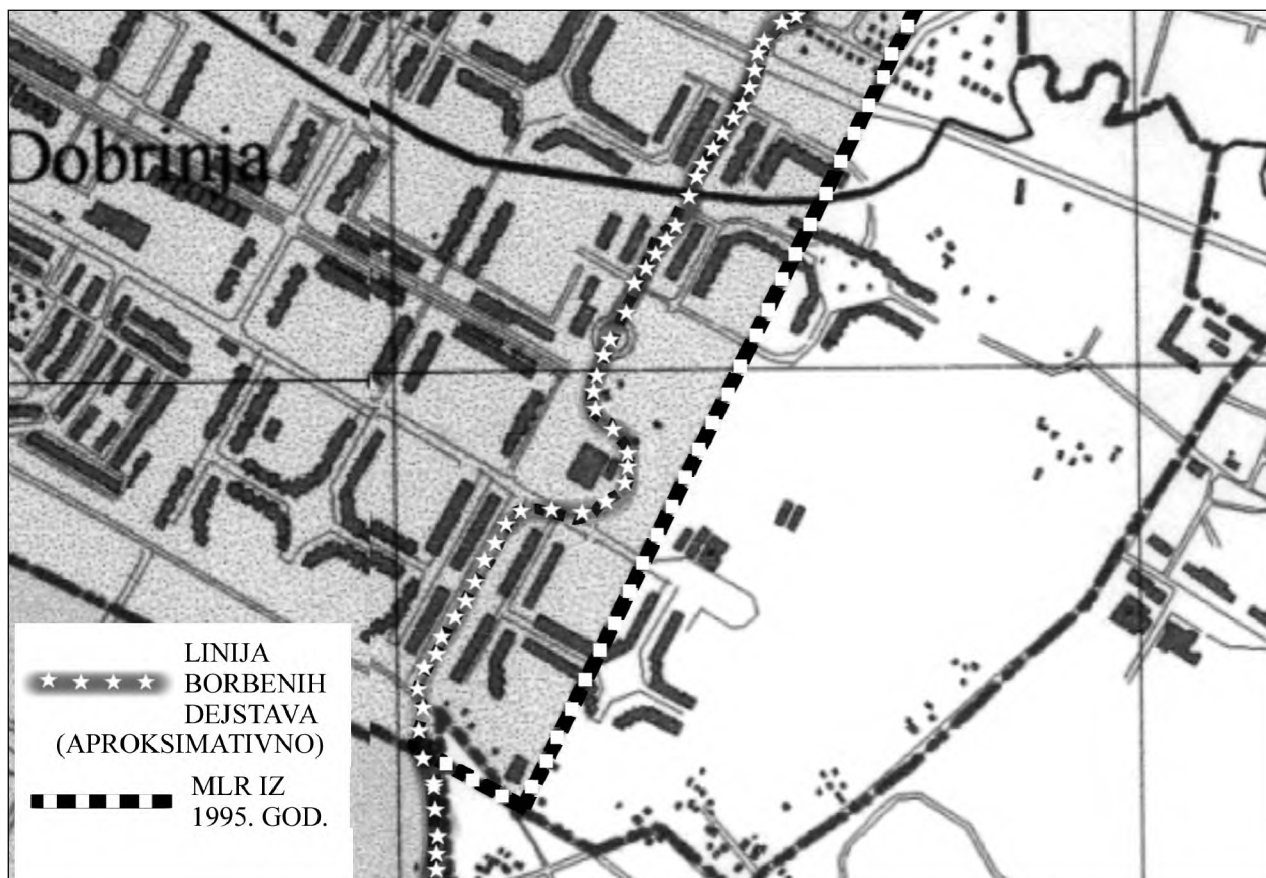 Dobrinja
LINIJA
BORBENIH
DEJSTAVA
(APROKSIMATIVNO)
MLR IZ
1995. GOD.